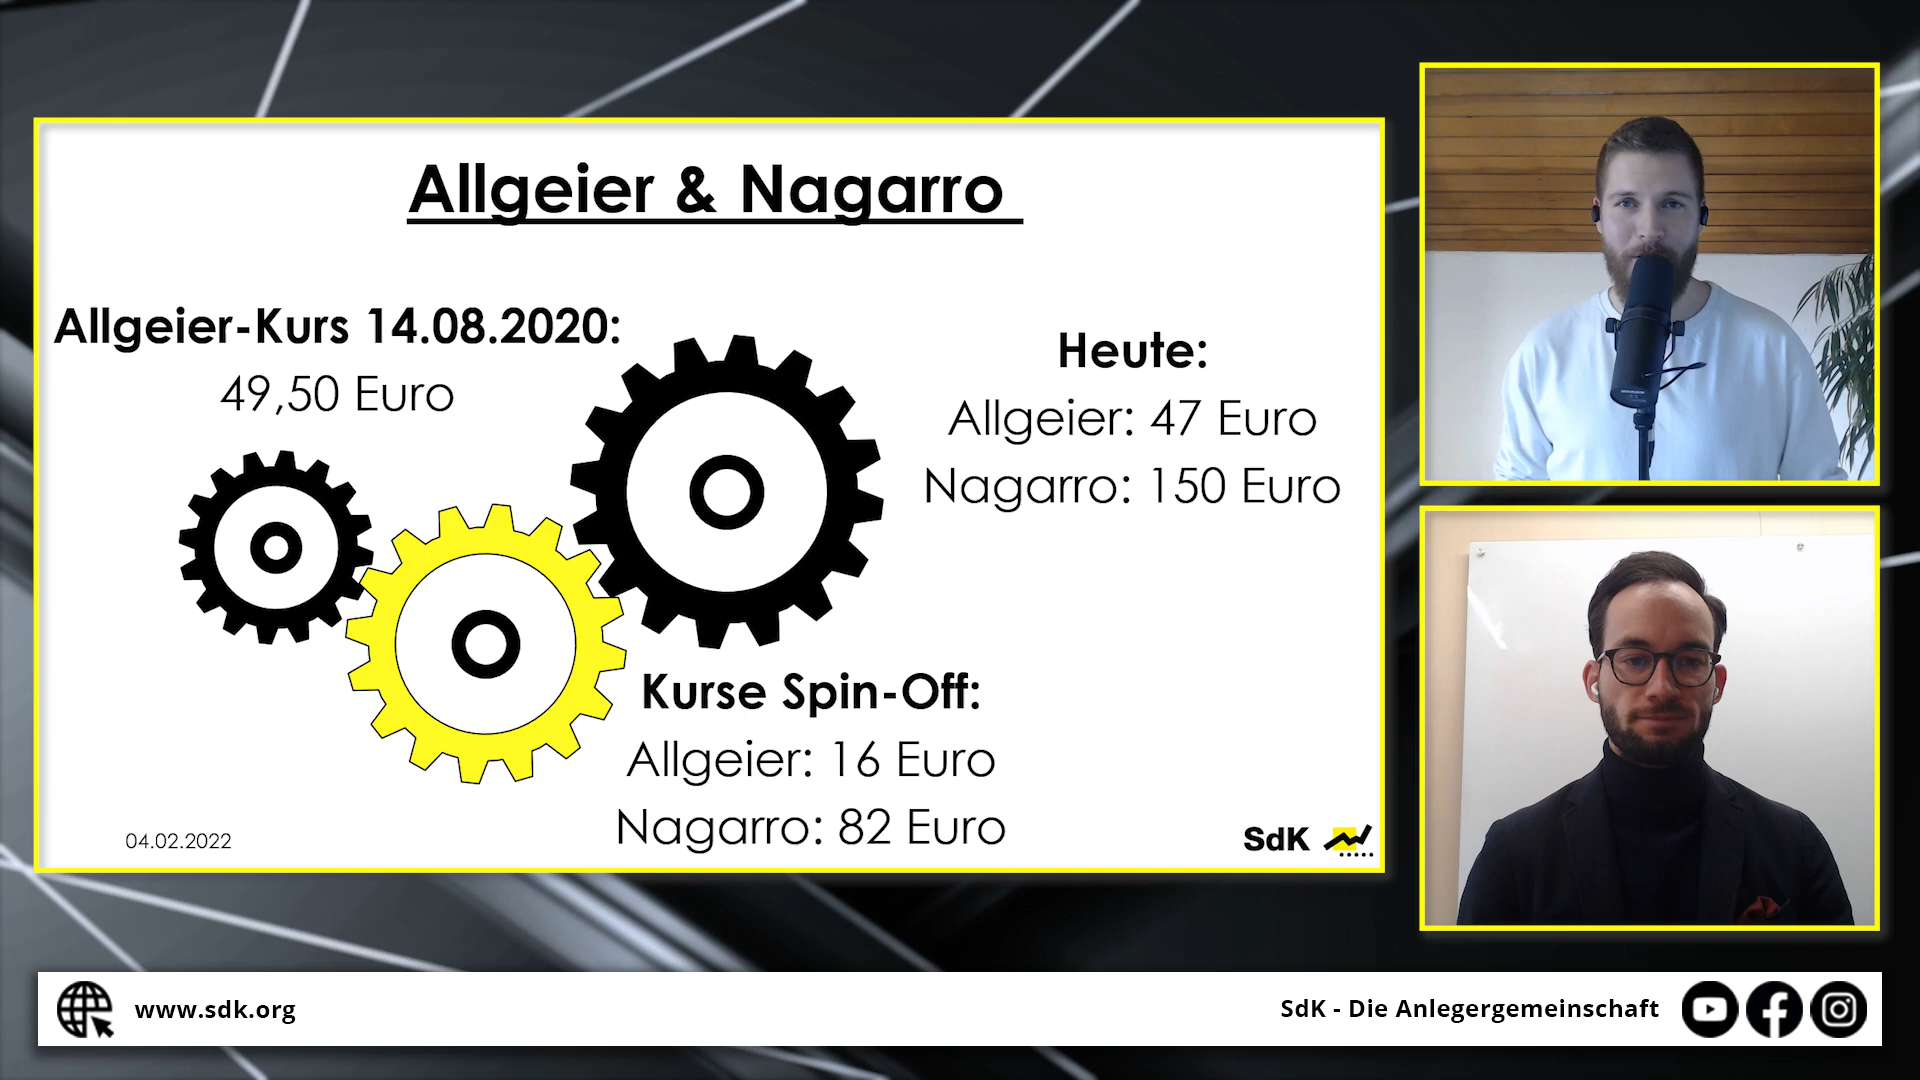 Allgeier & Nagarro
Allgeier-Kurs 14.08.2020:
49,50 Euro
Heute:
Allgeier: 47 Euro
Nagarro: 150 Euro
Kurse Spin-Off:
Allgeier: 16 Euro
Nagarro: 82 Euro
04.02.2022
SdK
www.sdk.org
SdK - Die Anlegergemeinschaft